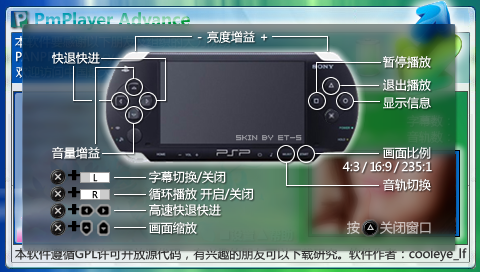 PmPlayer Advance
- 亮度增益 +
快退快进
暂停播放
SONY
退出播放
显示信息
SKIN BY ET-5
音量增益
PSP
画面比例
4:3 / 16:9 / 235:1
音轨切换
L 字幕切换/关闭
R 循环播放 开启/关闭
高速快退快进
画面缩放
按 关闭窗口
本软件遵循GPL许可开放源代码，有兴趣的朋友可以下载研究。软件作者：cooleye_lf